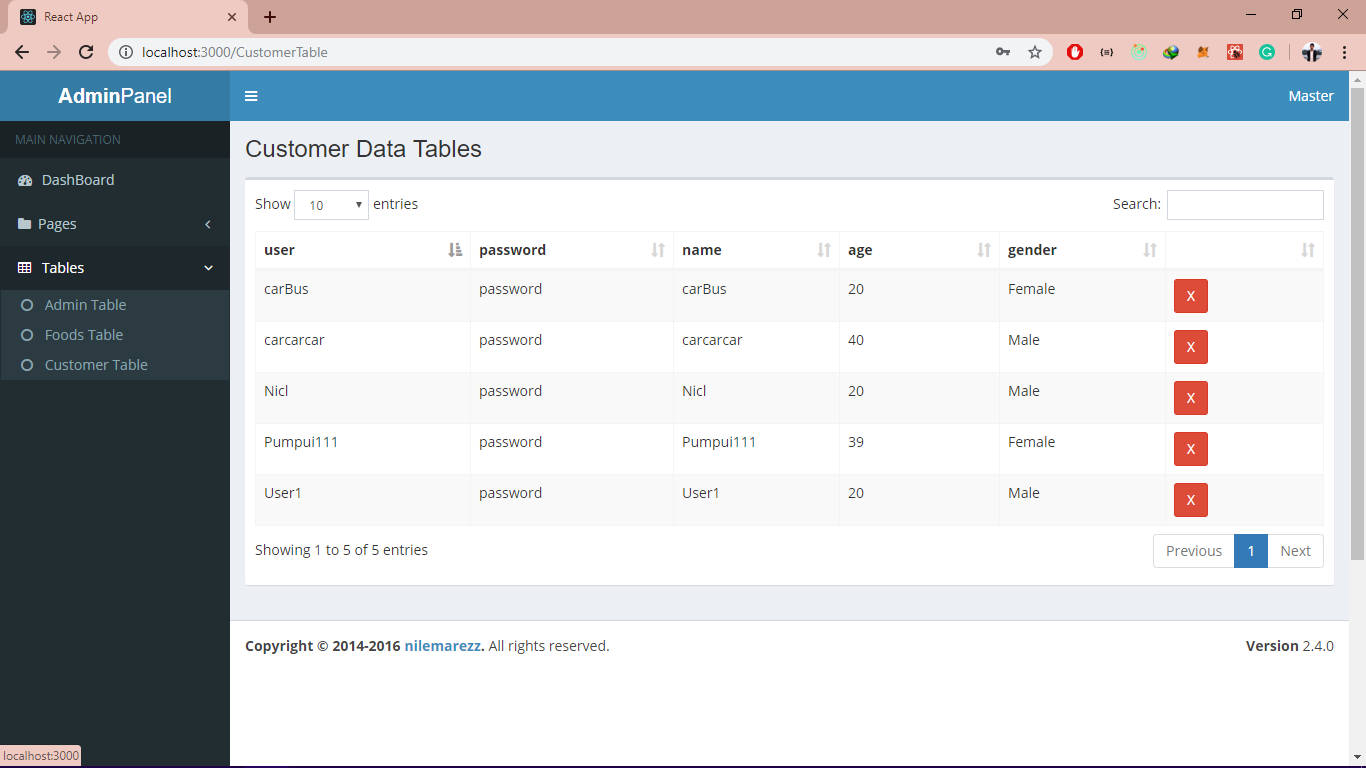 React App
localhost:3000/CustomerTable
AdminPanel
Master
MAIN NAVIGATION
DashBoard
Pages
Tables
Admin Table
Foods Table
Customer Table
Customer Data Tables
Show 10 entries
Search:
user password name age gender
carBus password carBus 20 Female X
carcarcar password carcarcar 40 Male X
Nicl password Nicl 20 Male X
Pumpui111 password Pumpui111 39 Female X
User1 password User1 20 Male X
Showing 1 to 5 of 5 entries
Previous 1 Next
Copyright © 2014-2016 nilemarezz. All rights reserved.
Version 2.4.0
localhost:3000